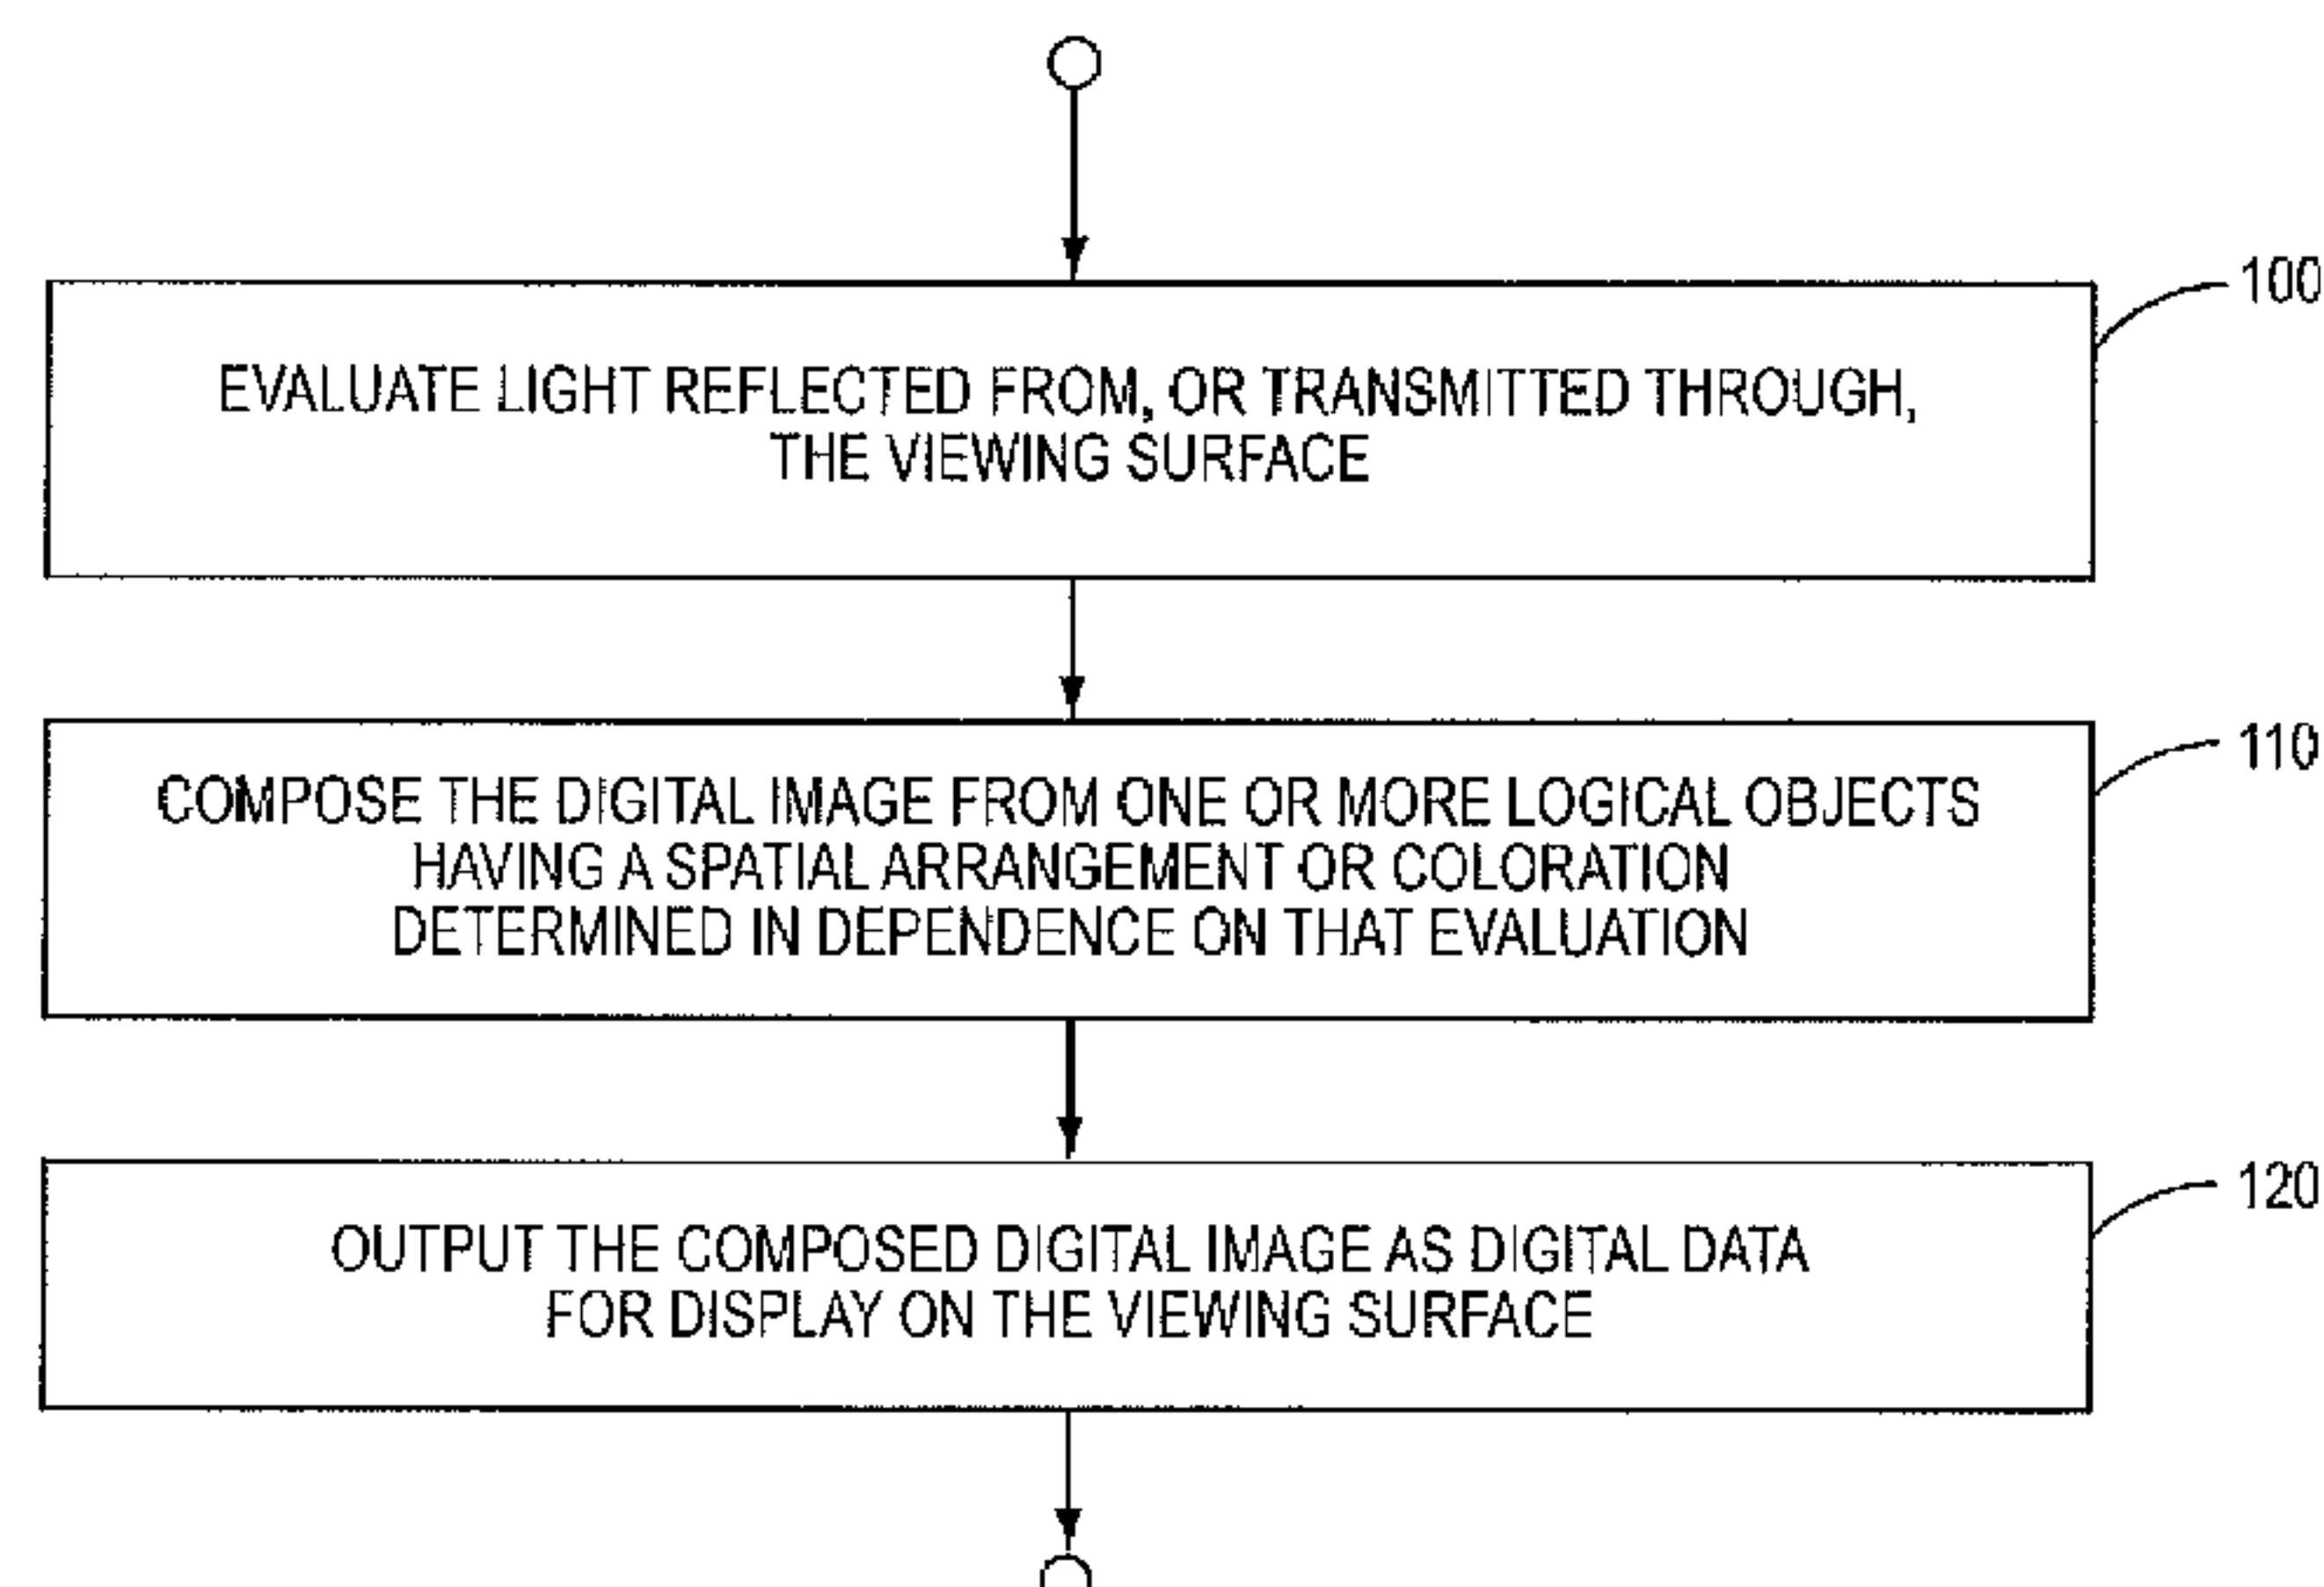 100
EVALUATE LIGHT REFLECTED FROM, OR TRANSMITTED THROUGH,
THE VIEWING SURFACE
110
COMPOSE THE DIGITAL IMAGE FROM ONE OR MORE LOGICAL OBJECTS
HAVING A SPATIAL ARRANGEMENT OR COLORATION
DETERMINED IN DEPENDENCE ON THAT EVALUATION
120
OUTPUT THE COMPOSED DIGITAL IMAGE AS DIGITAL DATA
FOR DISPLAY ON THE VIEWING SURFACE